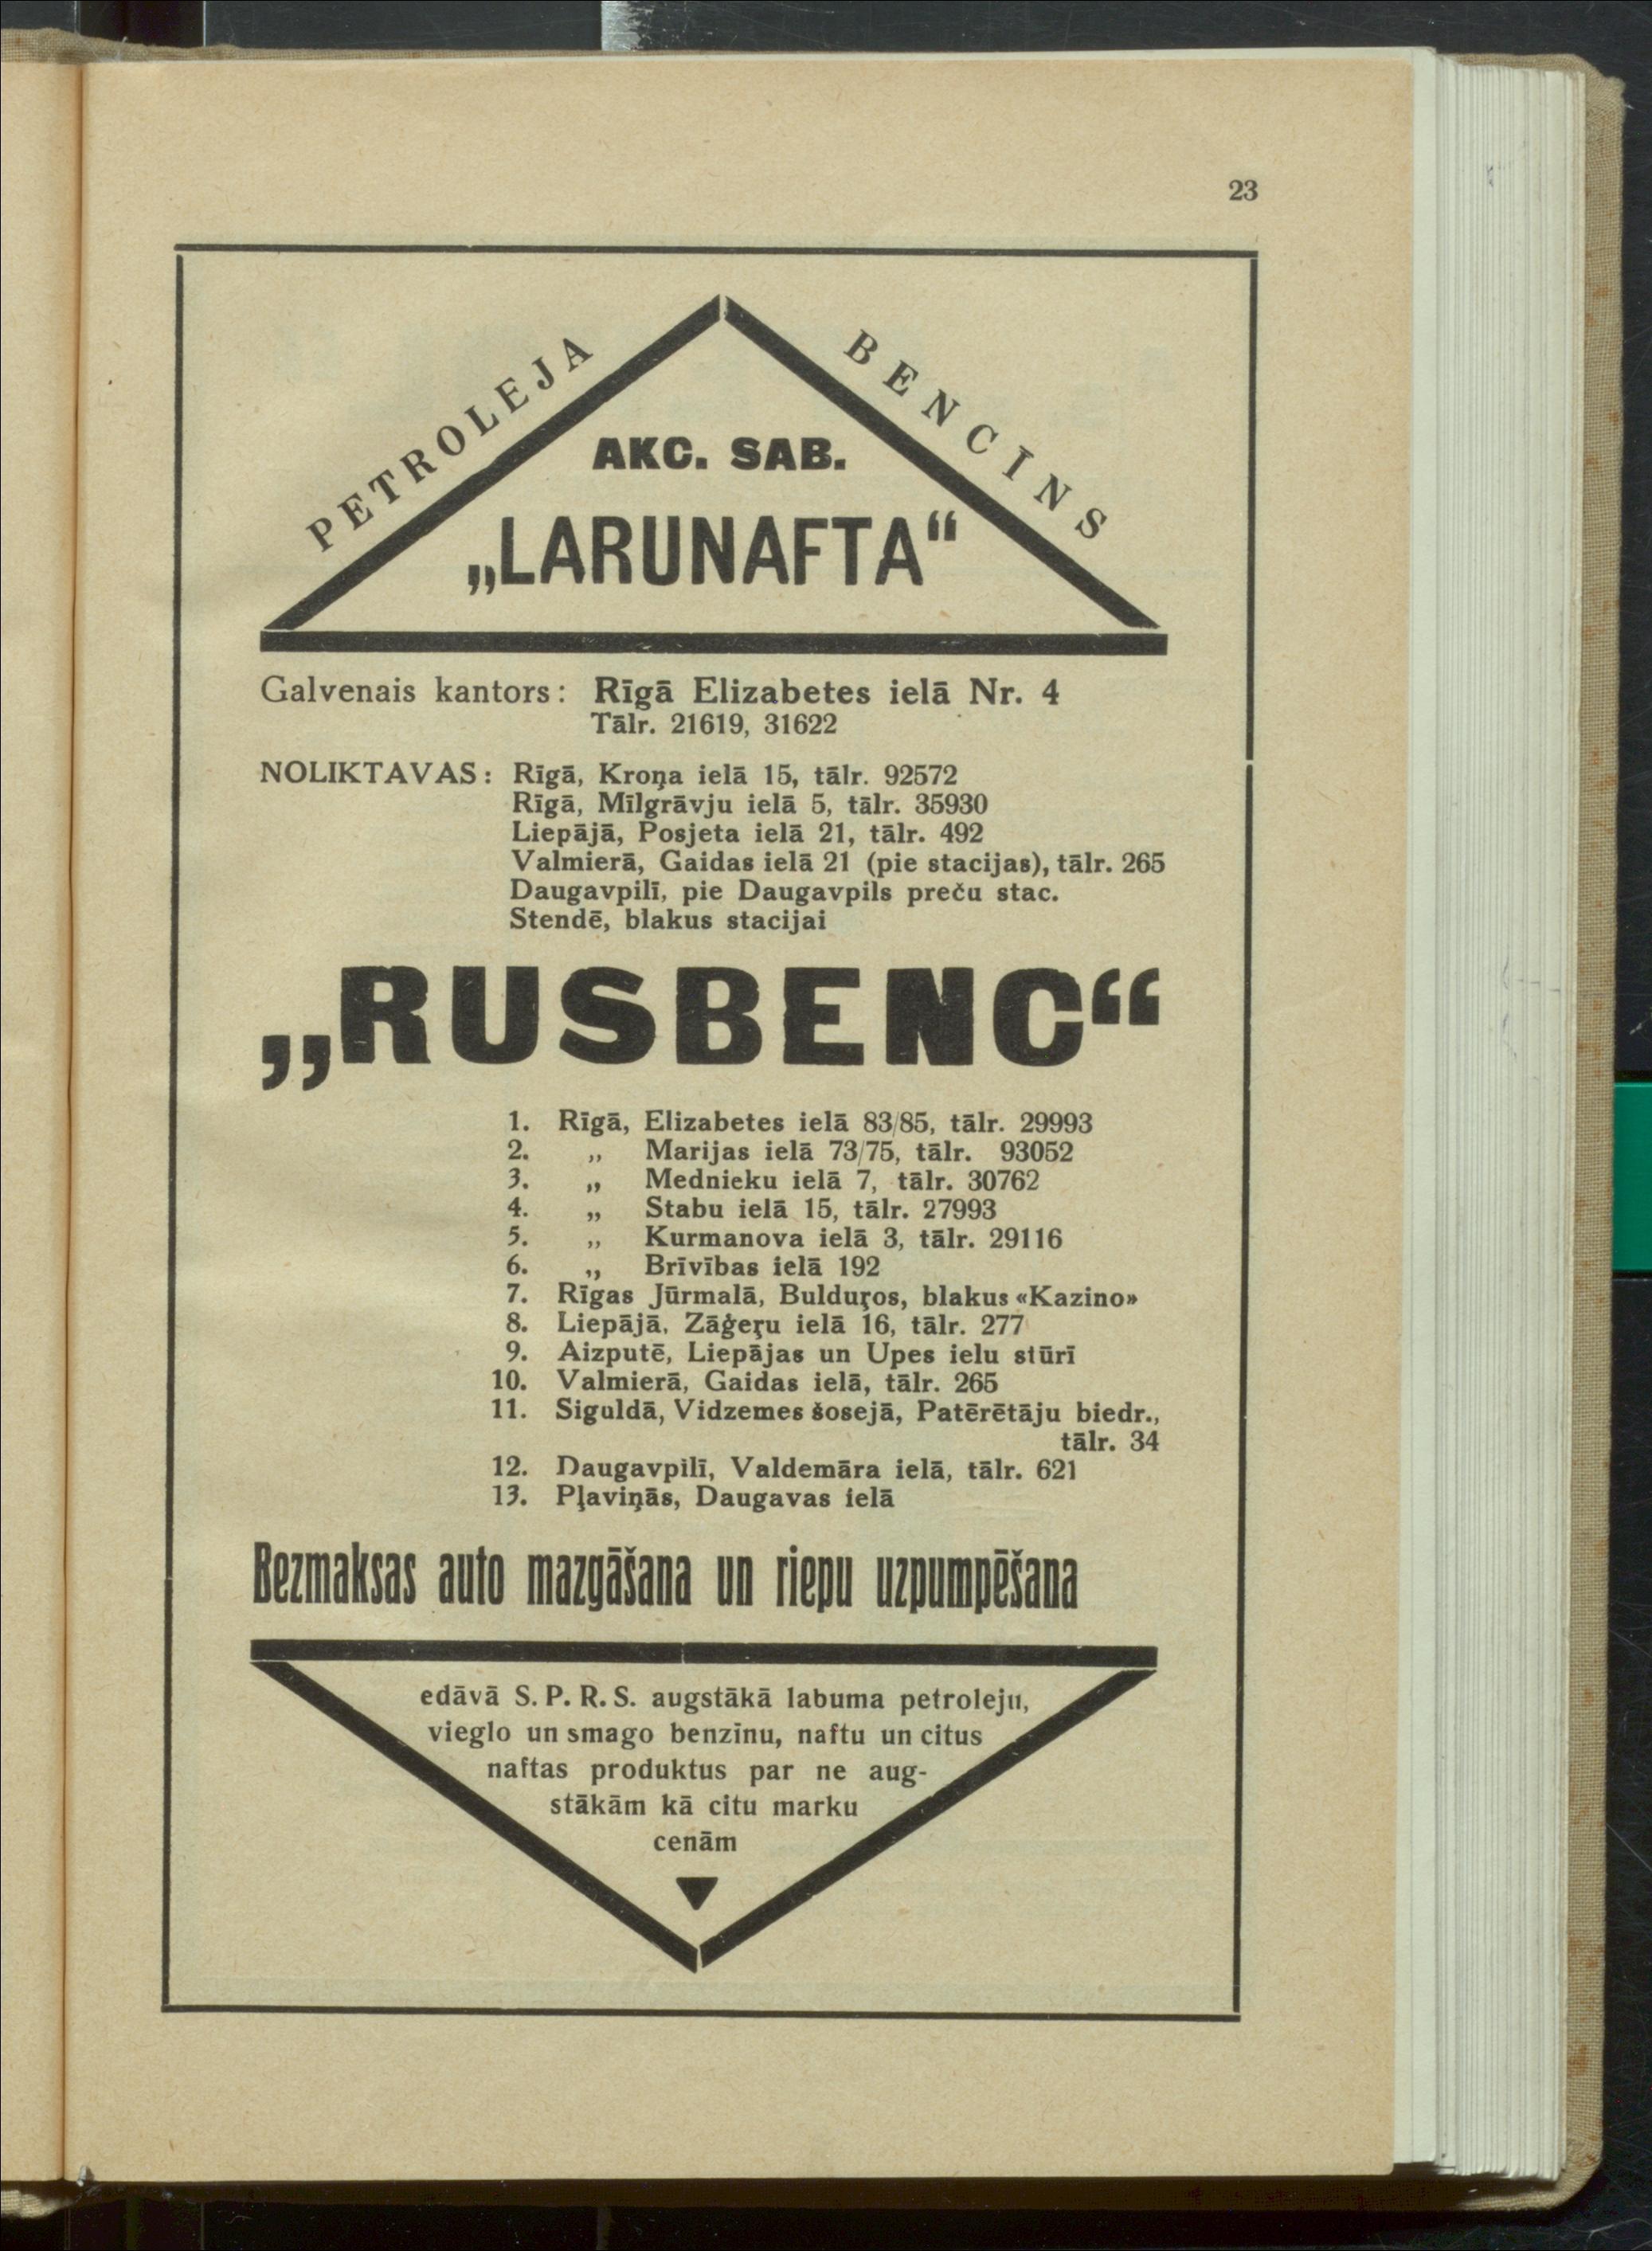 23
PETROLEJA
BENCĪNS
AKC. SAB.
„LARUNAFTA“
Galvenais kantors: Rīgā Elizabetes ielā Nr. 4
Tālr. 21619, 31622
NOLIKTAVAS: Rīgā, Kroņa ielā 15, tālr. 92572
Rīgā, Mīlgrāvju ielā 5, tālr. 35930
Liepājā, Posjeta ielā 21, tālr. 492
Valmierā, Gaidas ielā 21 (pie stacijas), tālr. 265
Daugavpilī, pie Daugavpils preču stac.
Stendē, blakus stacijai
„RUSBENC“
1. Rīgā, Elizabetes ielā 83/85, tālr. 29993
2. „ Marijas ielā 73/75, tālr. 93052
3. „ Mednieku ielā 7, tālr. 30762
4. „ Stabu ielā 15, tālr. 27993
5. „ Kurmanova ielā 3, tālr. 29116
6. „ Brīvības ielā 192
7. Rīgas Jūrmalā, Bulduŗos, blakus «Kazino»
8. Liepājā, Zāģeŗu ielā 16, tālr. 277
9. Aizputē, Liepājas un Upes ielu stūrī
10. Valmierā, Gaidas ielā, tālr. 265
11. Siguldā, Vidzemes šosejā, Patērētāju biedr.,
tālr. 34
12. Daugavpilī, Valdemāra ielā, tālr. 621
13. Pļaviņās, Daugavas ielā
Bezmaksas auto mazgāšana un riepu uzpumpēšana
edāvā S. P. R. S. augstākā labuma petroleju,
vieglo un smago benzīnu, naftu un citus
naftas produktus par ne aug-
stākām kā citu marku
cenām